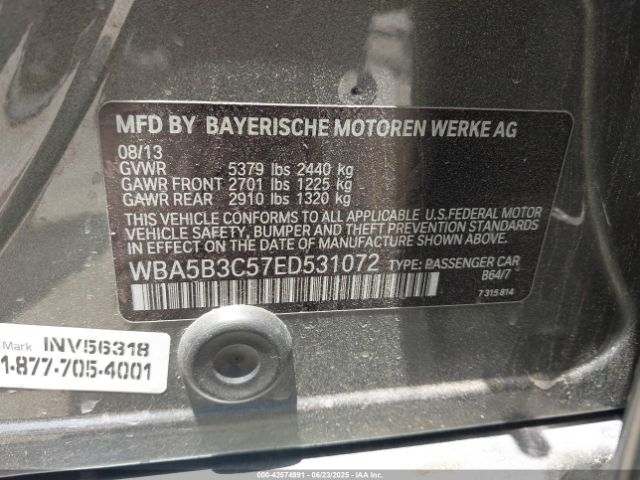 MFD BY BAYERISCHE MOTOREN WERKE AG
08/13
GVWR 5379 lbs 2440 kg
GAWR FRONT 2701 lbs 1225 kg
GAWR REAR 2910 lbs 1320 kg
THIS VEHICLE CONFORMS TO ALL APPLICABLE U.S.FEDERAL MOTOR
VEHICLE SAFETY, BUMPER AND THEFT PREVENTION STANDARDS
IN EFFECT ON THE DATE OF MANUFACTURE SHOWN ABOVE.
WBA5B3C57ED531072 TYPE: PASSENGER CAR
B64/7
7 315 814
Mark INV56318
1-877-705-4001
000-42574991 - 06/23/2025 - IAAI.COM